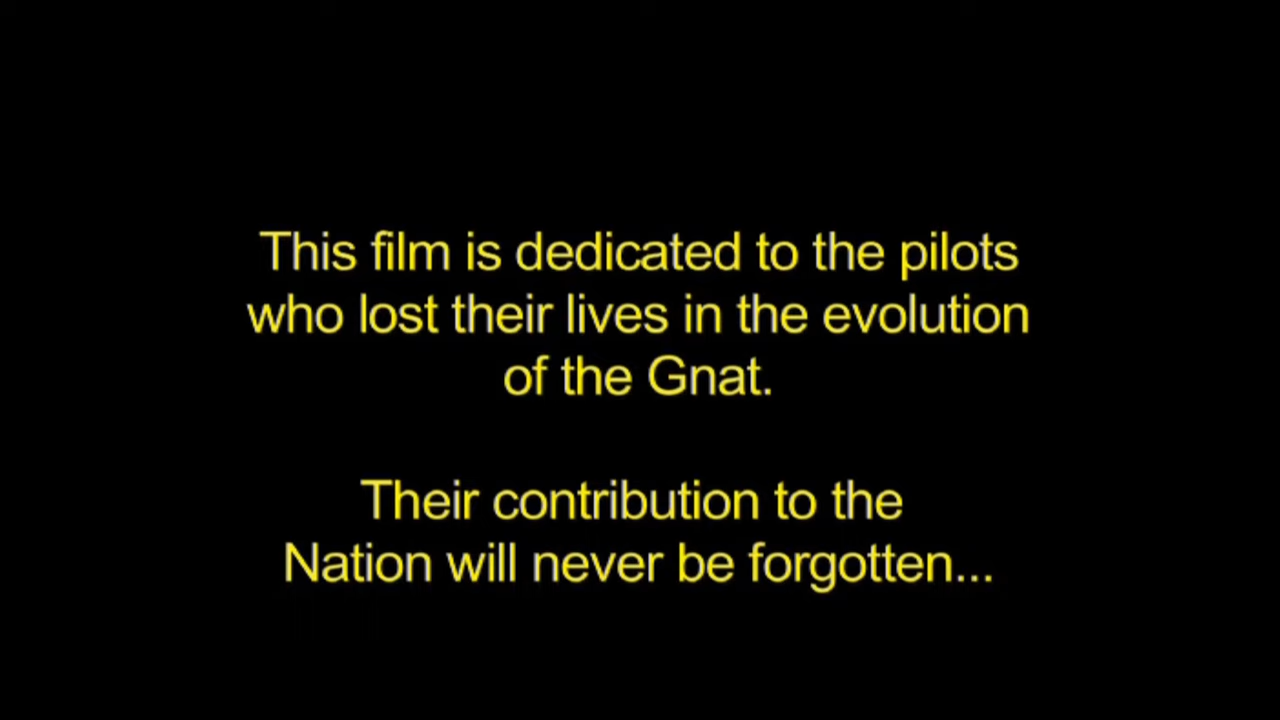 This film is dedicated to the pilots
who lost their lives in the evolution
of the Gnat.
Their contribution to the
Nation will never be forgotten...